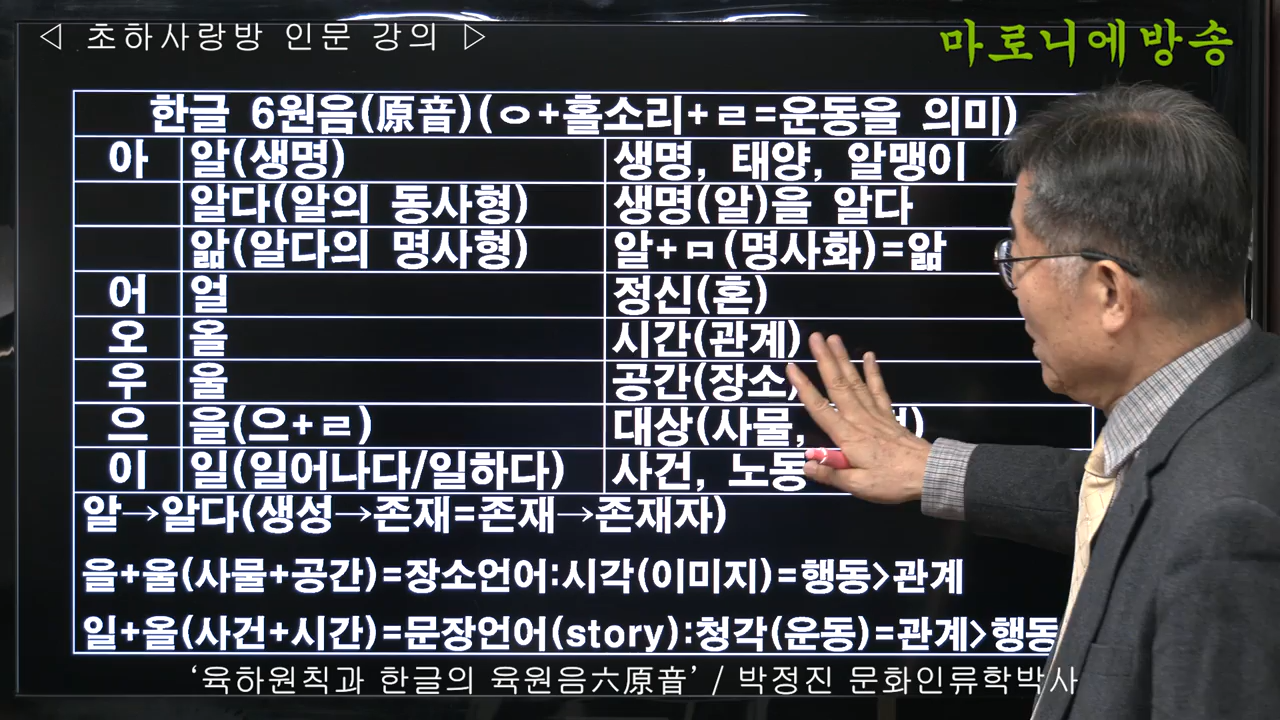 ◁ 초하사랑방 인문 강의 ▷
마로니에방송
한글 6원음(原音)(ㅇ+홀소리+ㄹ=운동을 의미)
아 알(생명) 생명, 태양, 알맹이
알다(알의 동사형) 생명(알)을 알다
앎(알다의 명사형) 알+ㅁ(명사화)=앎
어 얼 정신(혼)
오 올 시간(관계)
우 울 공간(장소)
으 을(으+ㄹ) 대상(사물,
이 일(일어나다/일하다) 사건, 노동
알→알다(생성→존재=존재→존재자)
을+울(사물+공간)=장소언어:시각(이미지)=행동>관계
일+올(사건+시간)=문장언어(story):청각(운동)=관계>행동
‘육하원칙과 한글의 육원음六原音’ / 박정진 문화인류학박사